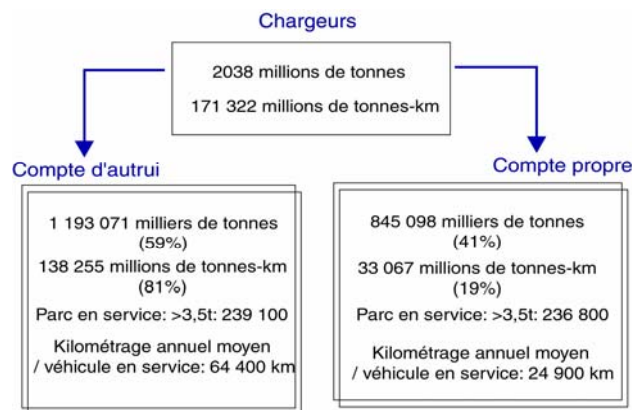 Chargeurs
2038 millions de tonnes
171 322 millions de tonnes-km
Compte d'autrui
1 193 071 milliers de tonnes
(59%)
138 255 millions de tonnes-km
(81%)
Parc en service: >3,5t: 239 100
Kilométrage annuel moyen
/ véhicule en service: 64 400 km
Compte propre
845 098 milliers de tonnes
(41%)
33 067 millions de tonnes-km
(19%)
Parc en service: >3,5t: 236 800
Kilométrage annuel moyen
/ véhicule en service: 24 900 km